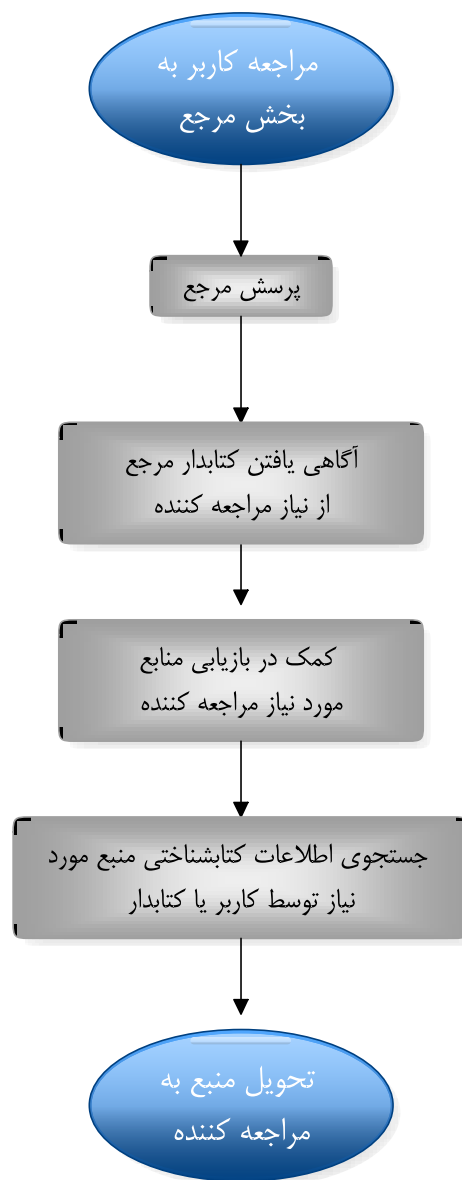 مراجعه کاربر به
بخش مرجع
پرسش مرجع
آگاهی یافتن کتابدار مرجع
از نیاز مراجعه کننده
کمک در بازیابی منابع
مورد نیاز مراجعه کننده
جستجوی اطلاعات کتابشناختی منبع مورد
نیاز توسط کاربر یا کتابدار
تحویل منبع به
مراجعه کننده